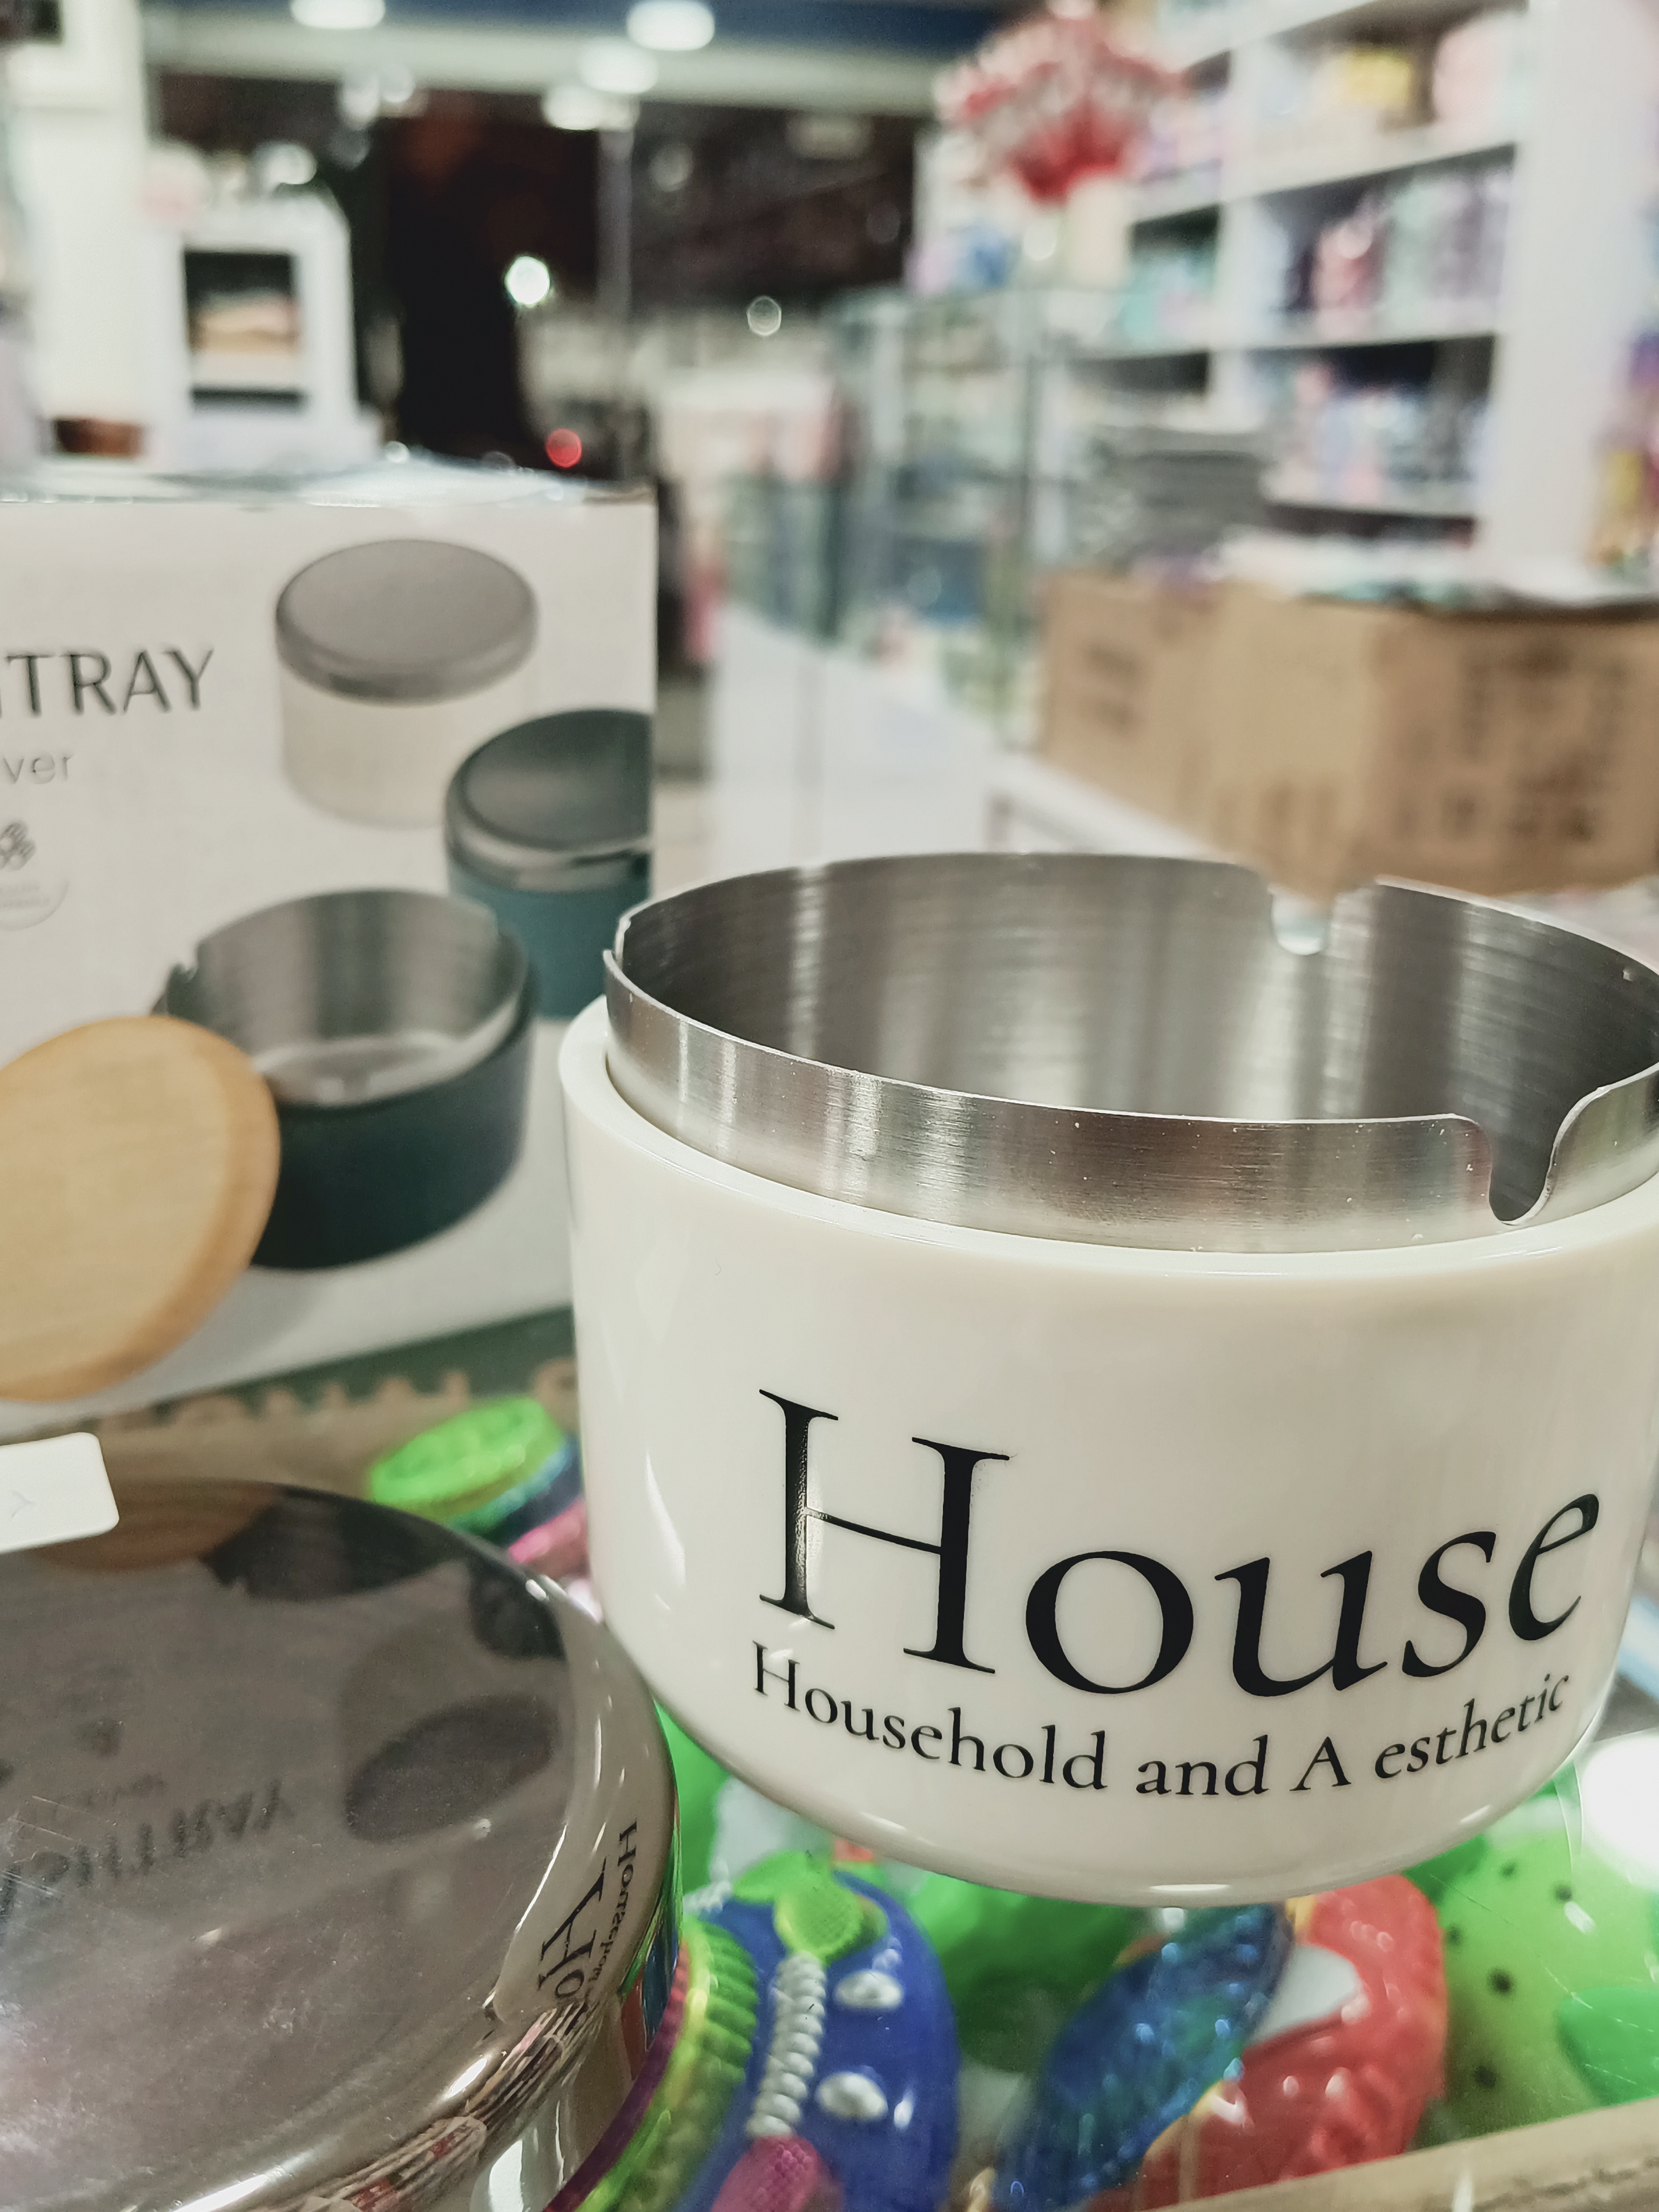 TRAY
ver
House
Household and A esthetic